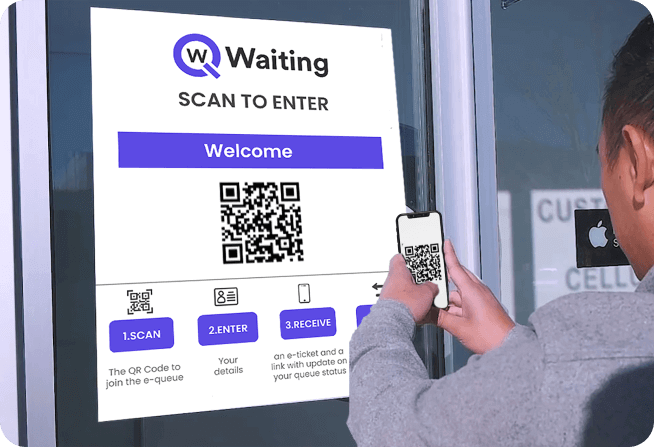 W Waiting
SCAN TO ENTER
Welcome
1.SCAN
The QR Code to
join the e-queue
2.ENTER
Your
details
3.RECEIVE
an e-ticket and a
link with update on
your queue status
CUST
CELL